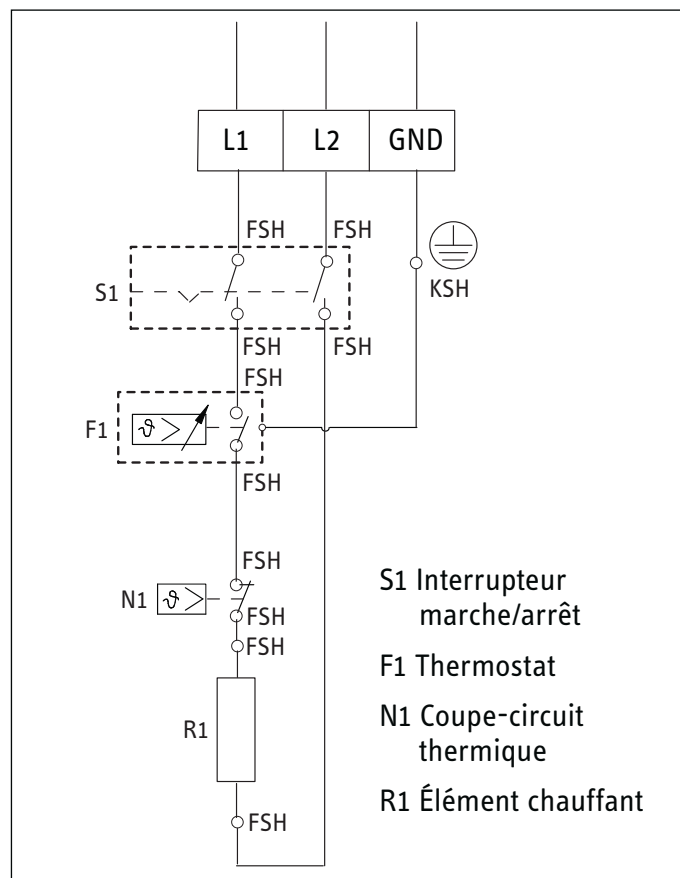 L1 L2 GND
FSH FSH
S1
KSH
FSH FSH
FSH
F1 ϑ
FSH
FSH
N1 ϑ
FSH
FSH
R1
FSH
S1 Interrupteur
marche/arrêt
F1 Thermostat
N1 Coupe-circuit
thermique
R1 Élément chauffant